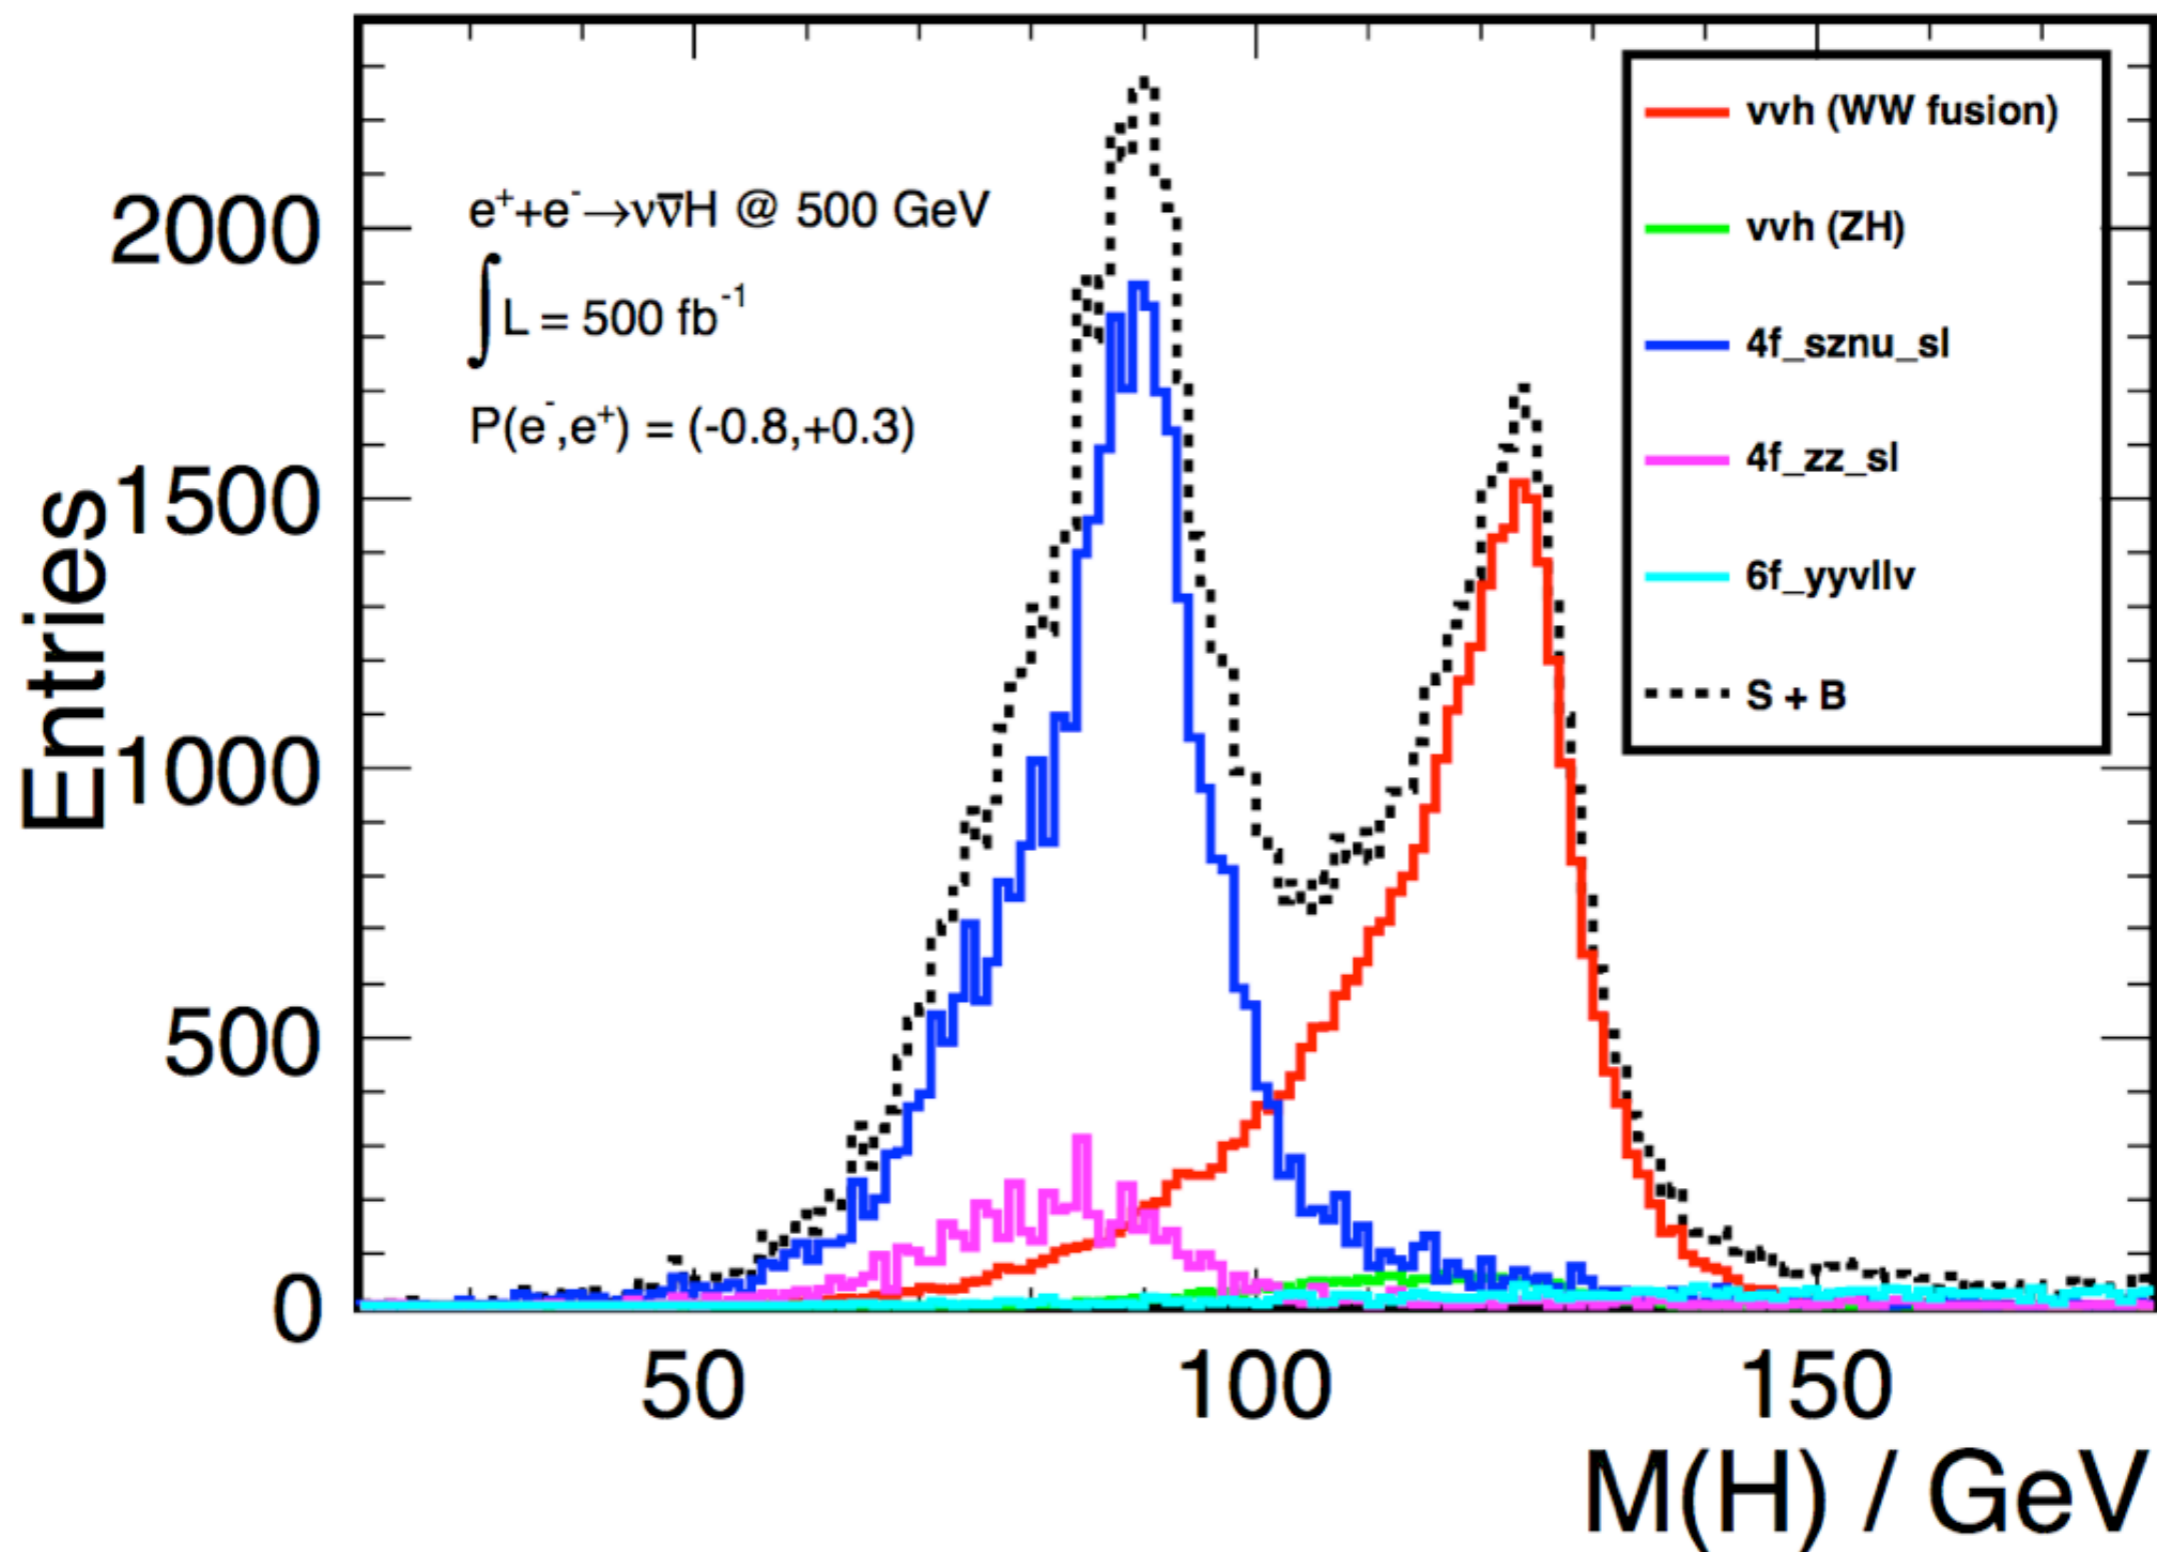 e⁺+e⁻→νν̅H @ 500 GeV
∫L = 500 fb⁻¹
P(e⁻,e⁺) = (-0.8,+0.3)
vvh (WW fusion)
vvh (ZH)
4f_sznu_sl
4f_zz_sl
6f_yyvllv
S + B
Entries
2000
1500
1000
500
0
50
100
150
M(H) / GeV